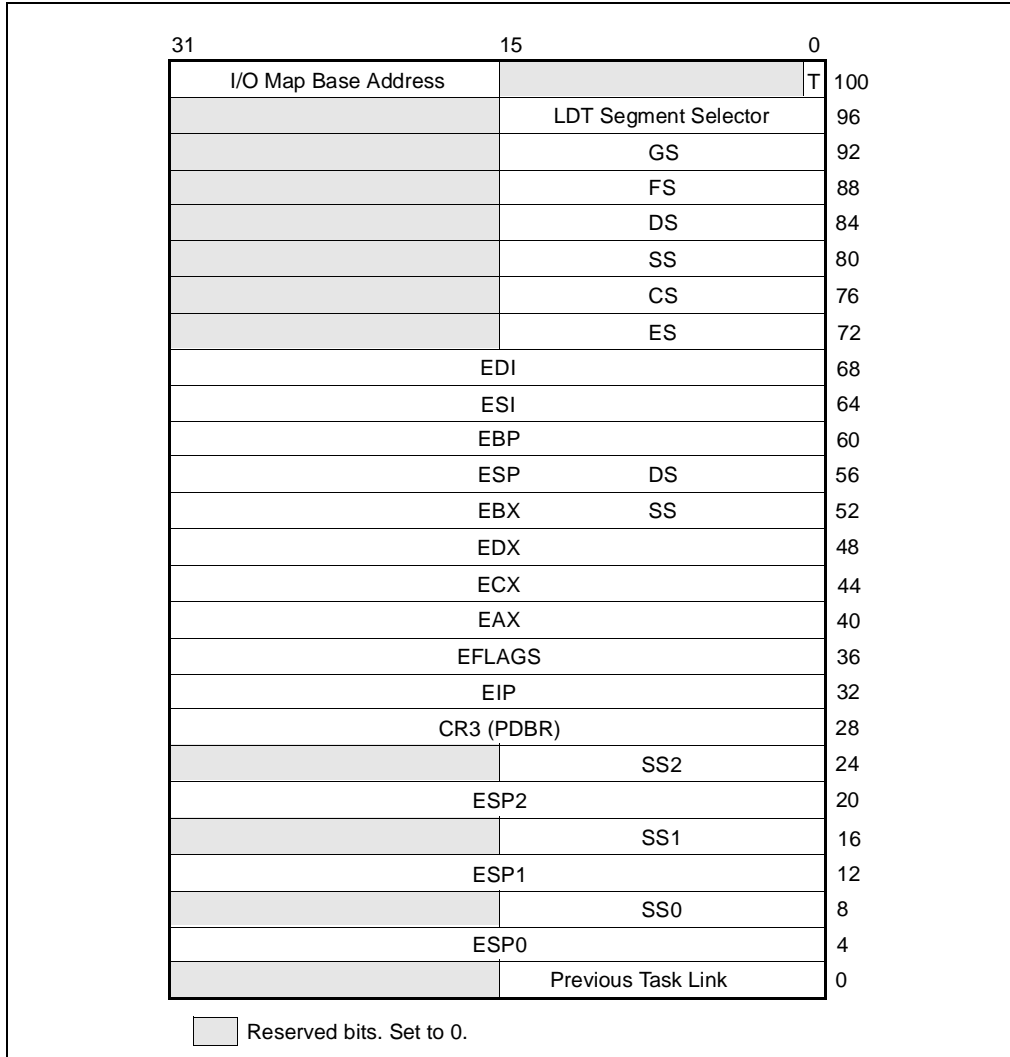 31 15 0
I/O Map Base Address T 100
LDT Segment Selector 96
GS 92
FS 88
DS 84
SS 80
CS 76
ES 72
EDI 68
ESI 64
EBP 60
ESP DS 56
EBX SS 52
EDX 48
ECX 44
EAX 40
EFLAGS 36
EIP 32
CR3 (PDBR) 28
SS2 24
ESP2 20
SS1 16
ESP1 12
SS0 8
ESP0 4
Previous Task Link 0
Reserved bits. Set to 0.